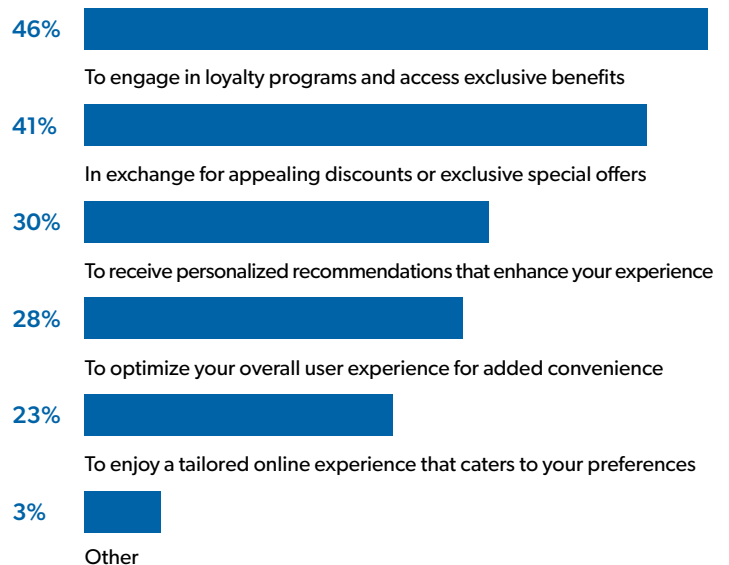 46%
To engage in loyalty programs and access exclusive benefits
41%
In exchange for appealing discounts or exclusive special offers
30%
To receive personalized recommendations that enhance your experience
28%
To optimize your overall user experience for added convenience
23%
To enjoy a tailored online experience that caters to your preferences
3%
Other